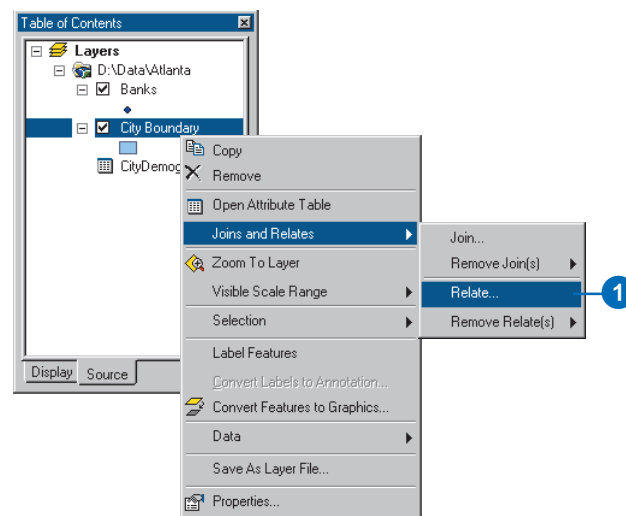 Table of Contents
Layers
D:\Data\Atlanta
Banks
City Boundary
CityDemog
Copy
Remove
Open Attribute Table
Joins and Relates
Zoom To Layer
Visible Scale Range
Selection
Label Features
Convert Labels to Annotation...
Convert Features to Graphics...
Data
Save As Layer File...
Properties...
Join...
Remove Join(s)
Relate...
1
Remove Relate(s)
Display
Source